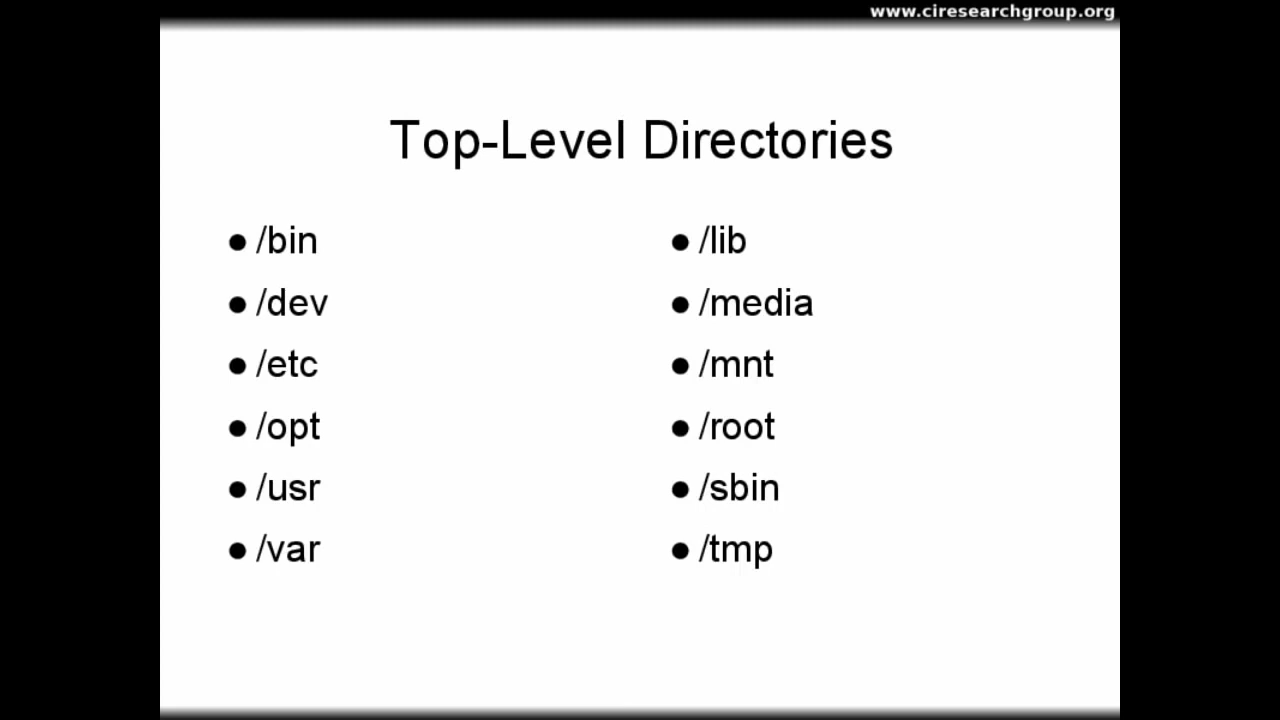 www.ciresearchgroup.org
Top-Level Directories
● /bin
● /dev
● /etc
● /opt
● /usr
● /var
● /lib
● /media
● /mnt
● /root
● /sbin
● /tmp